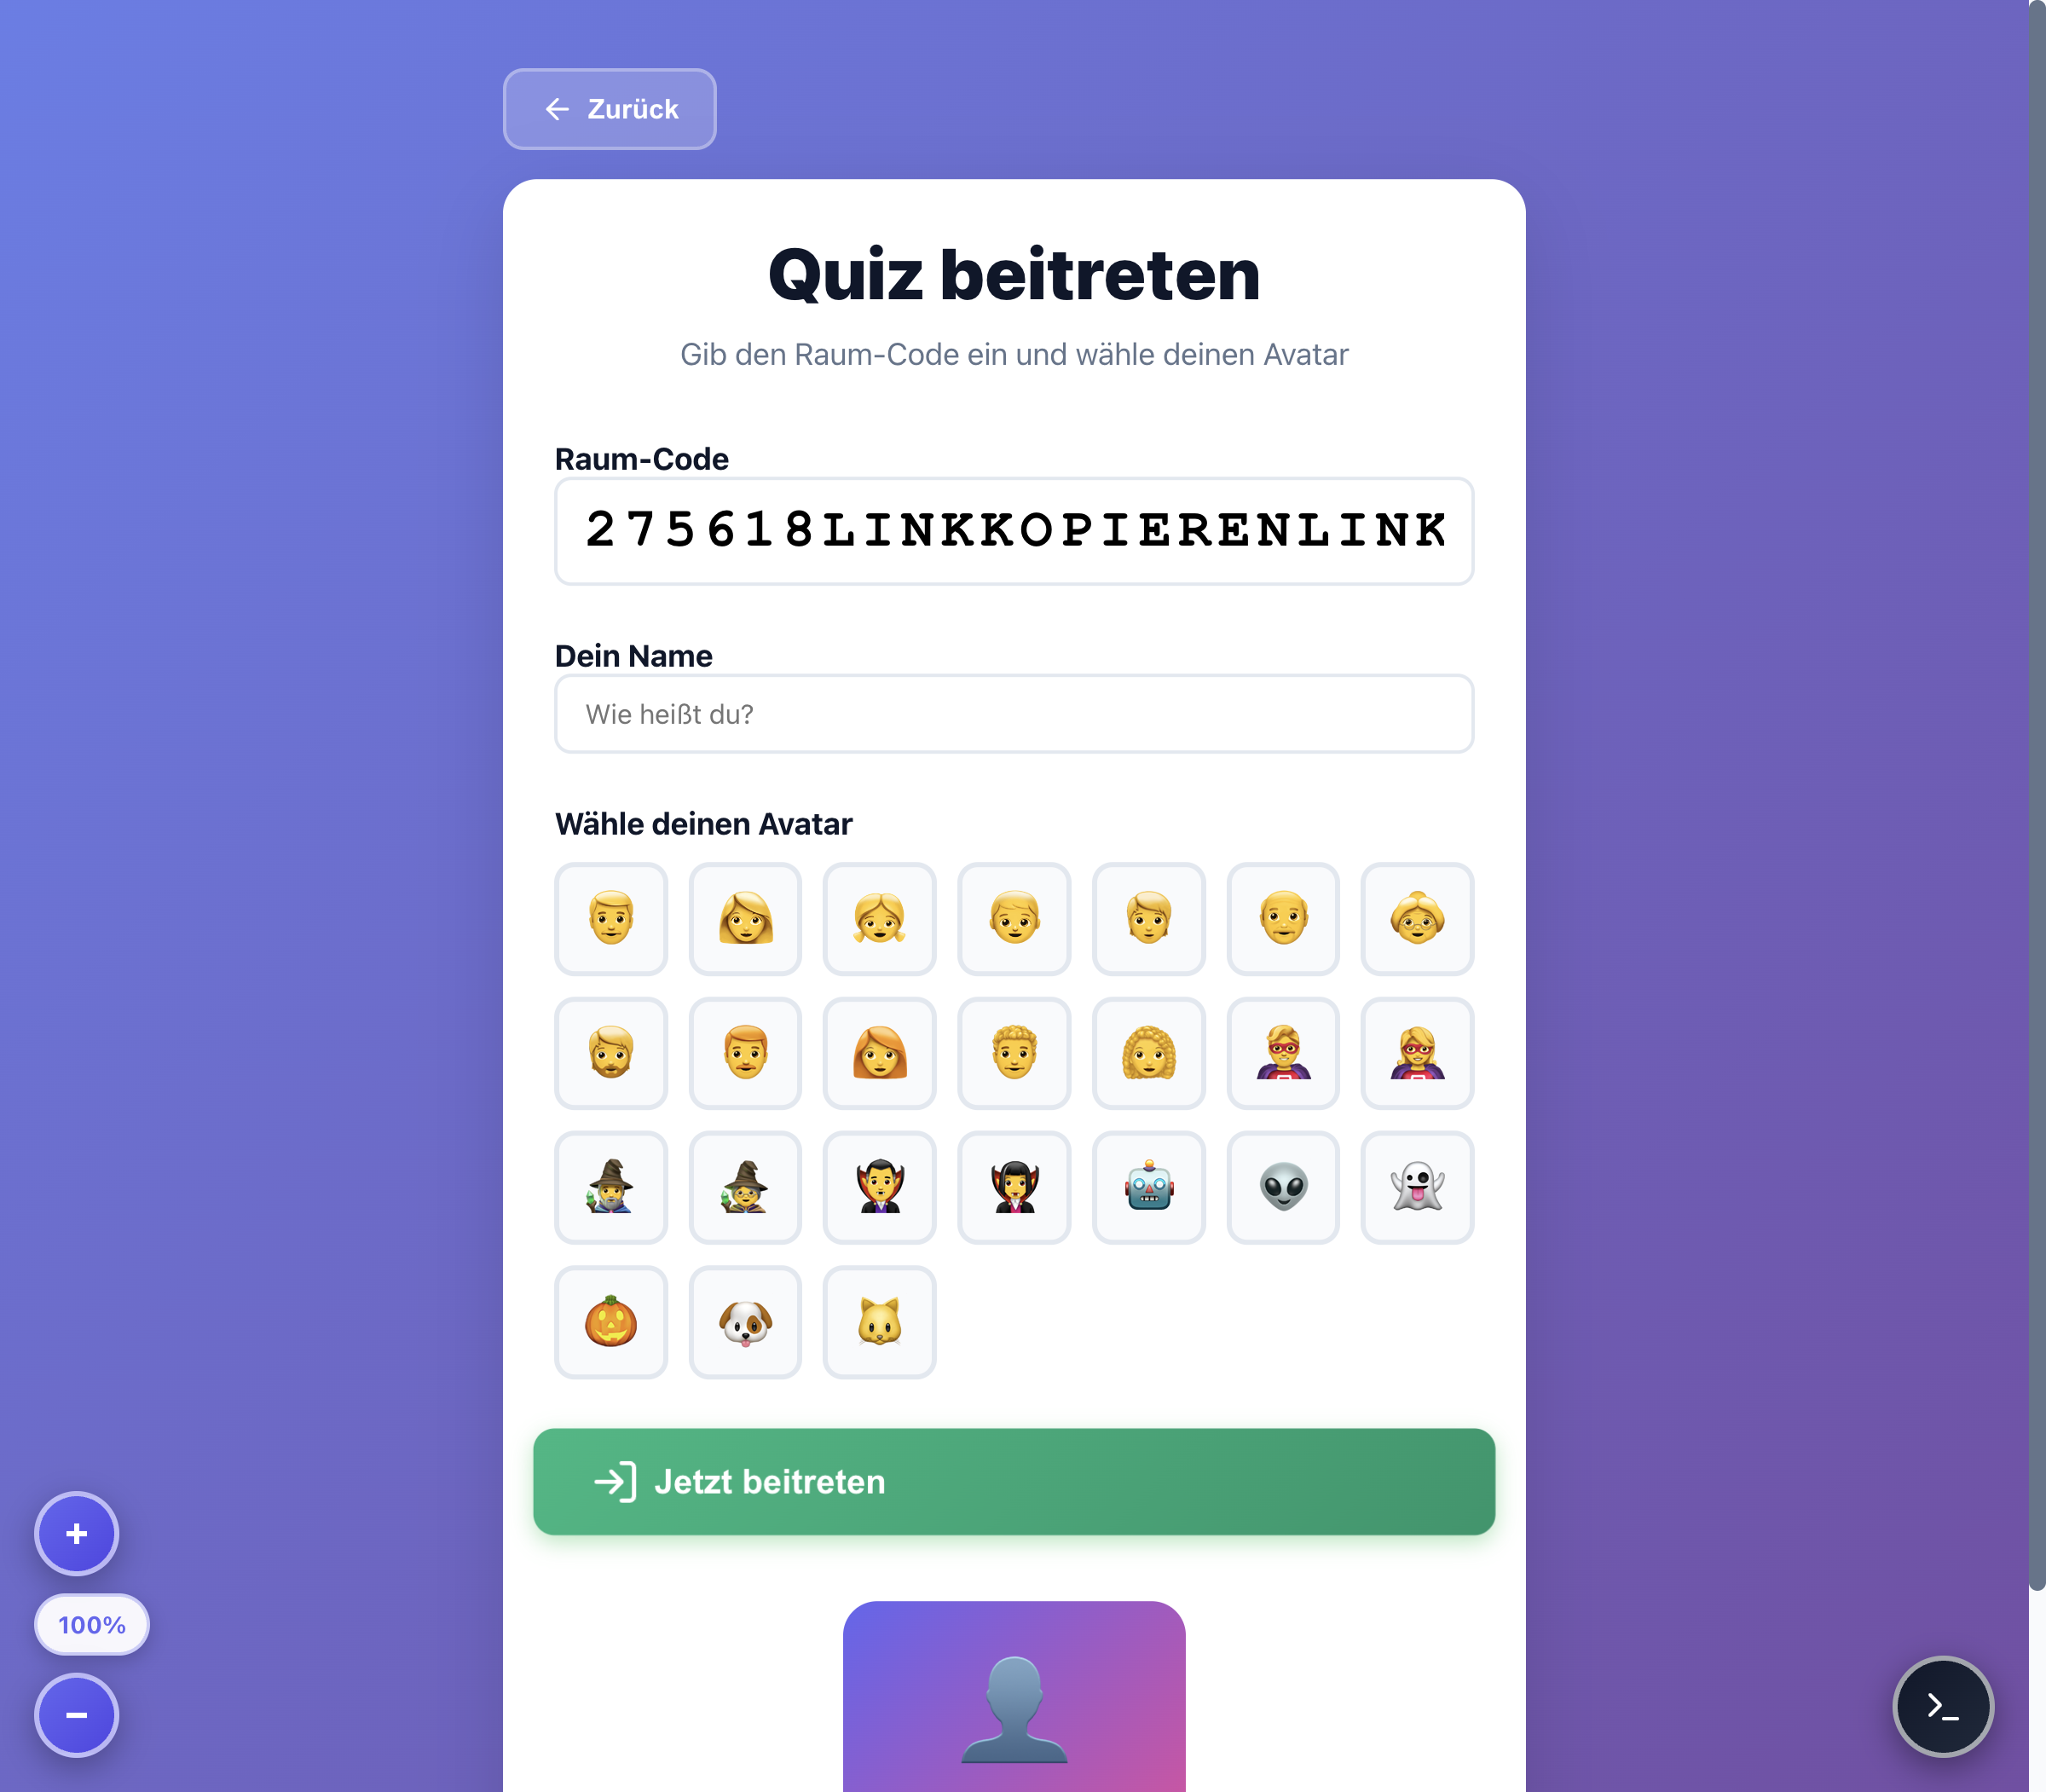 Zurück
Quiz beitreten
Gib den Raum-Code ein und wähle deinen Avatar
Raum-Code
275618LINKKOPIERENLINK
Dein Name
Wie heißt du?
Wähle deinen Avatar
Jetzt beitreten
+
100%
−